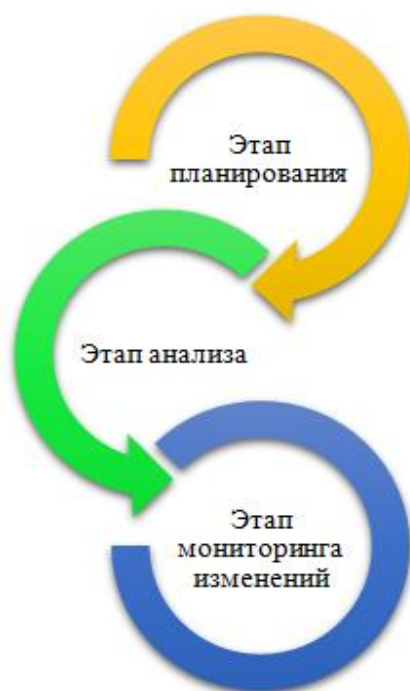 Этап
планирования
Этап анализа
Этап
мониторинга
изменений